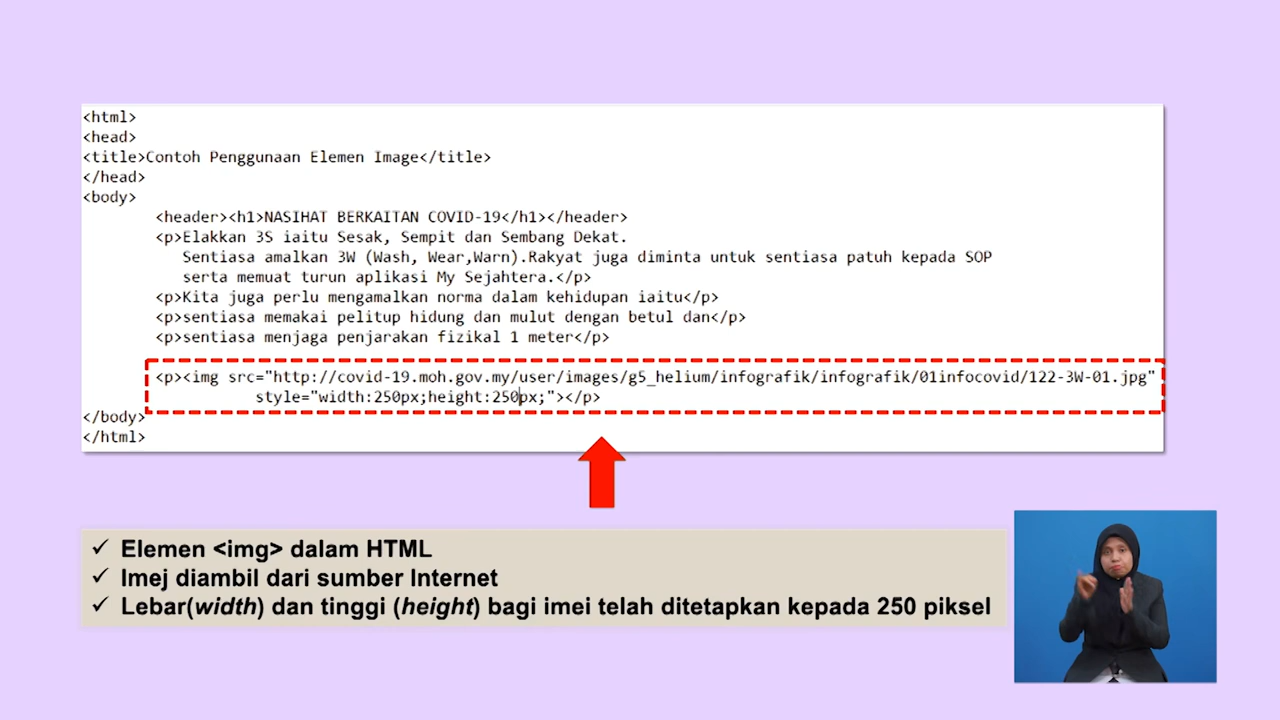 <html>
<head>
<title>Contoh Penggunaan Elemen Image</title>
</head>
<body>
<header><h1>NASIHAT BERKAITAN COVID-19</h1></header>
<p>Elakkan 3S iaitu Sesak, Sempit dan Sembang Dekat.
Sentiasa amalkan 3W (Wash, Wear,Warn).Rakyat juga diminta untuk sentiasa patuh kepada SOP
serta memuat turun aplikasi My Sejahtera.</p>
<p>Kita juga perlu mengamalkan norma dalam kehidupan iaitu</p>
<p>sentiasa memakai pelitup hidung dan mulut dengan betul dan</p>
<p>sentiasa menjaga penjarakan fizikal 1 meter</p>
<p><img src="http://covid-19.moh.gov.my/user/images/g5_helium/infografik/infografik/01infocovid/122-3W-01.jpg"
style="width:250px;height:250px;"></p>
</body>
</html>
✓ Elemen <img> dalam HTML
✓ Imej diambil dari sumber Internet
✓ Lebar(width) dan tinggi (height) bagi imei telah ditetapkan kepada 250 piksel